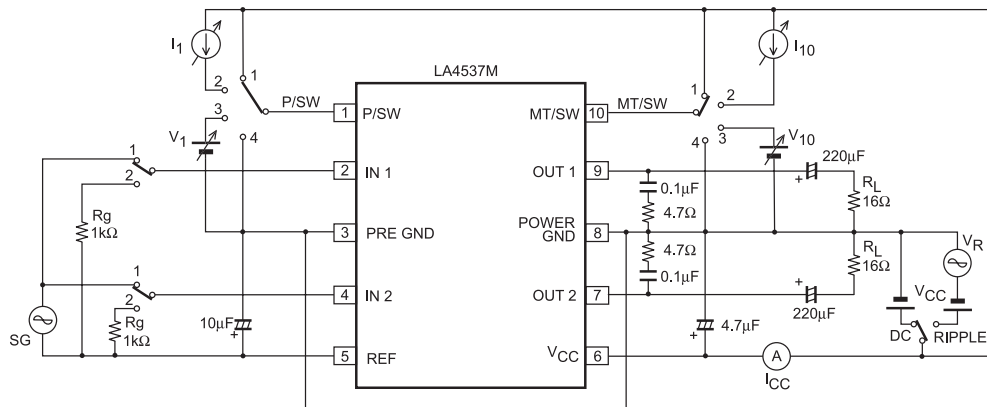 I1
I10
LA4537M
1
2
P/SW
3
4
V1
1
P/SW
MT/SW
10
MT/SW
1
2
3
4
V10
1
2
2
IN 1
OUT 1
9
220μF
+
0.1μF
4.7Ω
RL
16Ω
Rg
1kΩ
3
PRE GND
POWER
GND
8
4.7Ω
0.1μF
RL
16Ω
VR
1
2
4
IN 2
OUT 2
7
+
220μF
VCC
SG
Rg
1kΩ
10μF
+
4.7μF
+
DC
RIPPLE
5
REF
VCC
6
A
ICC